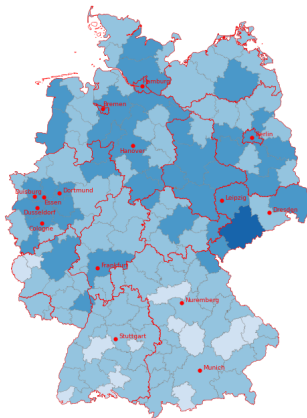 Hamburg
Bremen
Berlin
Hanover
Duisburg
Dortmund
Essen
Düsseldorf
Cologne
Leipzig
Dresden
Frankfurt
Nuremberg
Stuttgart
Munich